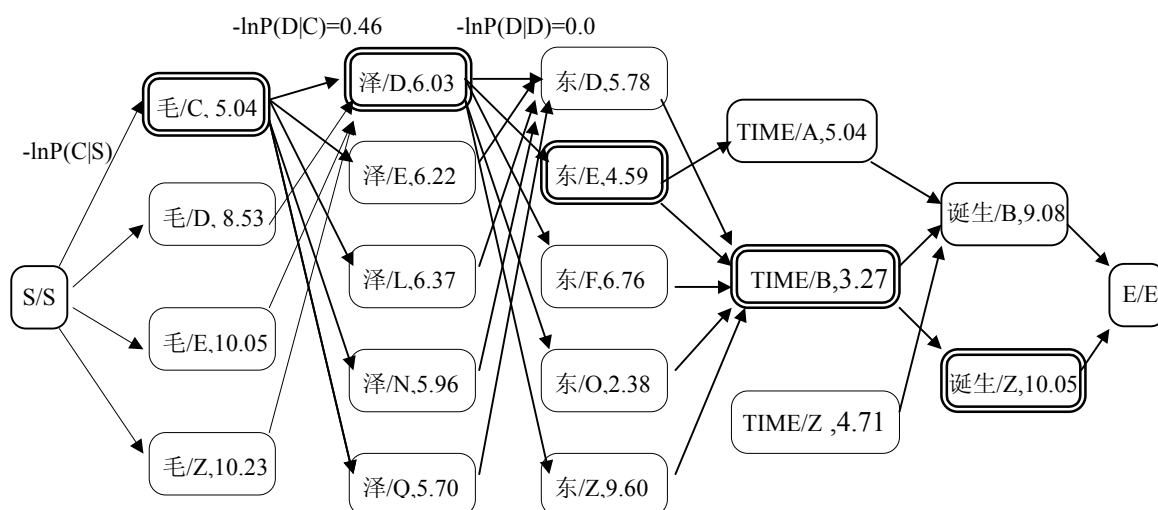 -lnP(D|C)=0.46
-lnP(D|D)=0.0
-lnP(C|S)
S/S
毛/C, 5.04
毛/D, 8.53
毛/E,10.05
毛/Z,10.23
泽/D,6.03
泽/E,6.22
泽/L,6.37
泽/N,5.96
泽/Q,5.70
东/D,5.78
东/E,4.59
东/F,6.76
东/O,2.38
东/Z,9.60
TIME/A,5.04
TIME/B,3.27
TIME/Z ,4.71
诞生/B,9.08
诞生/Z,10.05
E/E